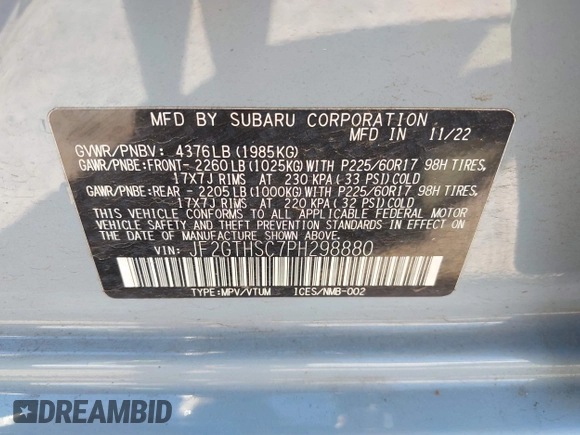 MFD BY SUBARU CORPORATION
MFD IN 11/22
GVWR/PNBV: 4376LB(1985KG)
GAWR/PNBE:FRONT-2260LB(1025KG)WITH P225/60R17 98H TIRES,
17X7J RIMS AT 230 KPA(33 PSI)COLD
GAWR/PNBE:REAR -2205LB(1000KG)WITH P225/60R17 98H TIRES,
17X7J RIMS AT 220 KPA(32 PSI)COLD
THIS VEHICLE CONFORMS TO ALL APPLICABLE FEDERAL MOTOR
VEHICLE SAFETY AND THEFT PREVENTION STANDARDS IN EFFECT
ON THE DATE OF MANUFACTURE SHOWN ABOVE.
VIN: JF2GTHSC7PH298880
TYPE:MPV/VTUM ICES/NMB-002
DREAMBID